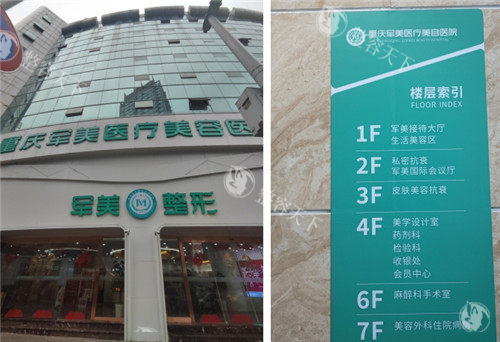 重庆军美医疗美容医
军美 整形
重庆军美医疗美容医院
楼层索引
FLOOR INDEX
1F 军美接待大厅
生活美容区
2F 私密抗衰
军美国际会议厅
3F 皮肤美容抗衰
4F 美学设计室
药剂科
检验科
收银处
会员中心
6F 麻醉科手术室
7F 美容外科住院病